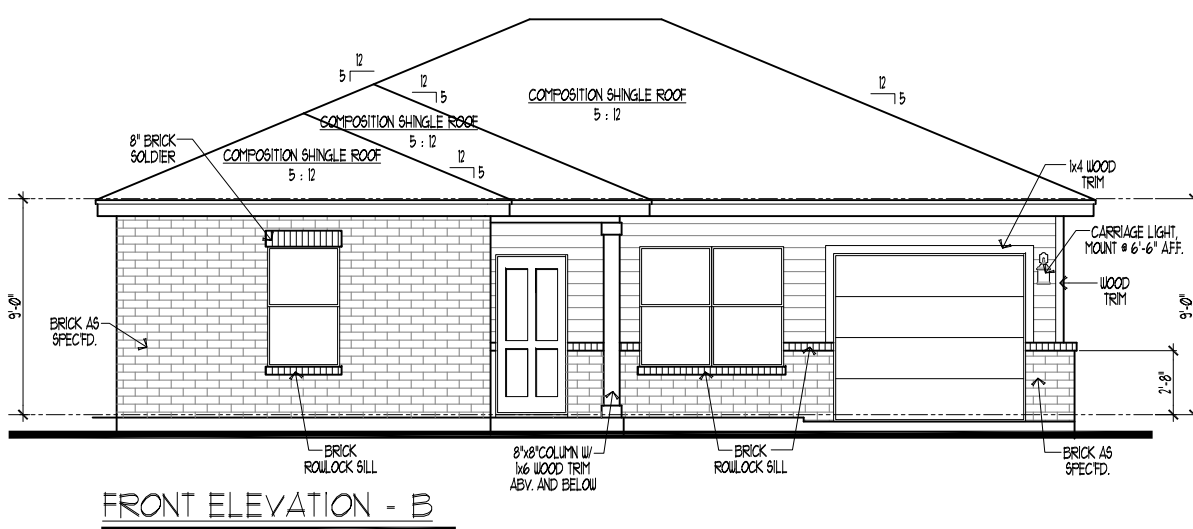 12
5
12
5
COMPOSITION SHINGLE ROOF
5 : 12
12
5
COMPOSITION SHINGLE ROOF
5 : 12
8" BRICK
SOLDIER
COMPOSITION SHINGLE ROOF
5 : 12
12
5
1x4 WOOD
TRIM
CARRIAGE LIGHT,
MOUNT @ 6'-6" A.F.F.
WOOD
TRIM
9'-0"
9'-0"
BRICK AS
SPEC'FD.
2'-8"
BRICK
ROWLOCK SILL
8"x8" COLUMN W/
1x6 WOOD TRIM
ABV. AND BELOW
BRICK
ROWLOCK SILL
BRICK AS
SPEC'FD.
FRONT ELEVATION - B